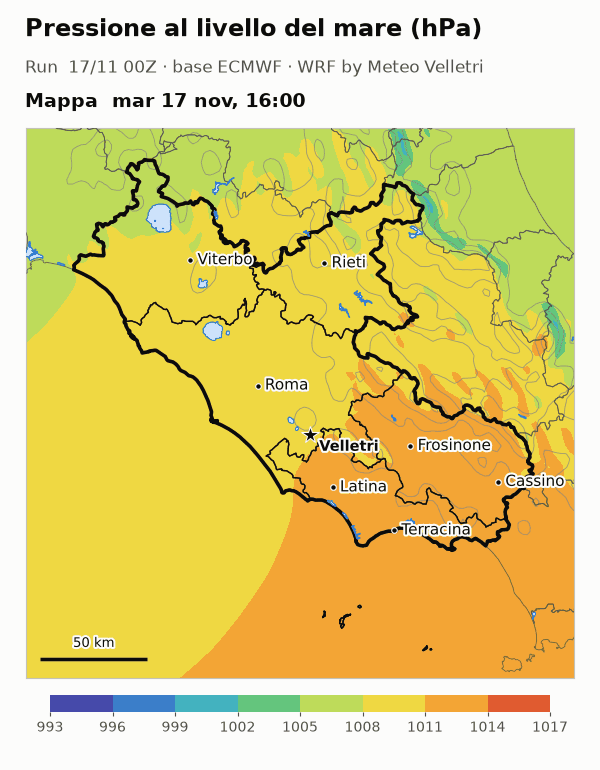 Pressione al livello del mare (hPa)
Run  17/11 00Z · base ECMWF · WRF by Meteo Velletri
Mappa  mar 17 nov, 16:00
Viterbo
Rieti
Roma
Velletri
Frosinone
Latina
Cassino
Terracina
50 km
993 996 999 1002 1005 1008 1011 1014 1017